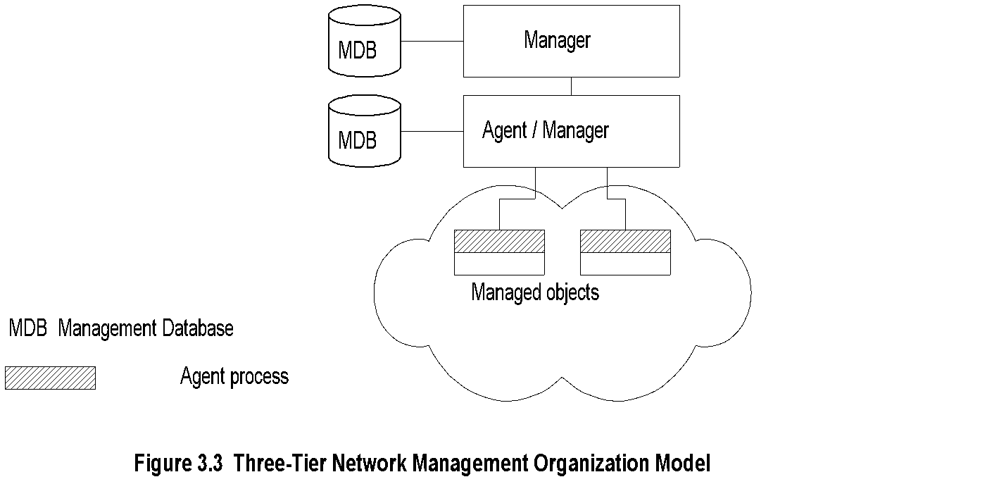 MDB
Manager
MDB
Agent / Manager
Managed objects
MDB Management Database
Agent process
Figure 3.3 Three-Tier Network Management Organization Model